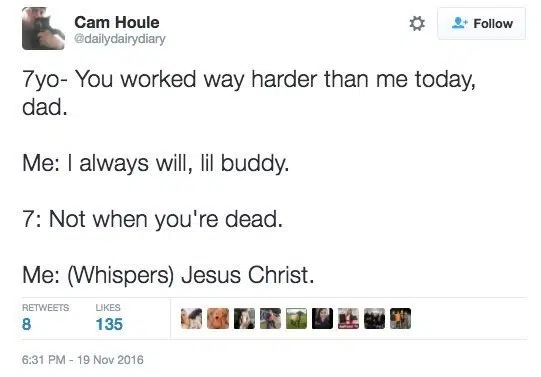 Cam Houle
@dailydairydiary
Follow
7yo- You worked way harder than me today,
dad.
Me: I always will, lil buddy.
7: Not when you're dead.
Me: (Whispers) Jesus Christ.
RETWEETS LIKES
8 135
6:31 PM - 19 Nov 2016